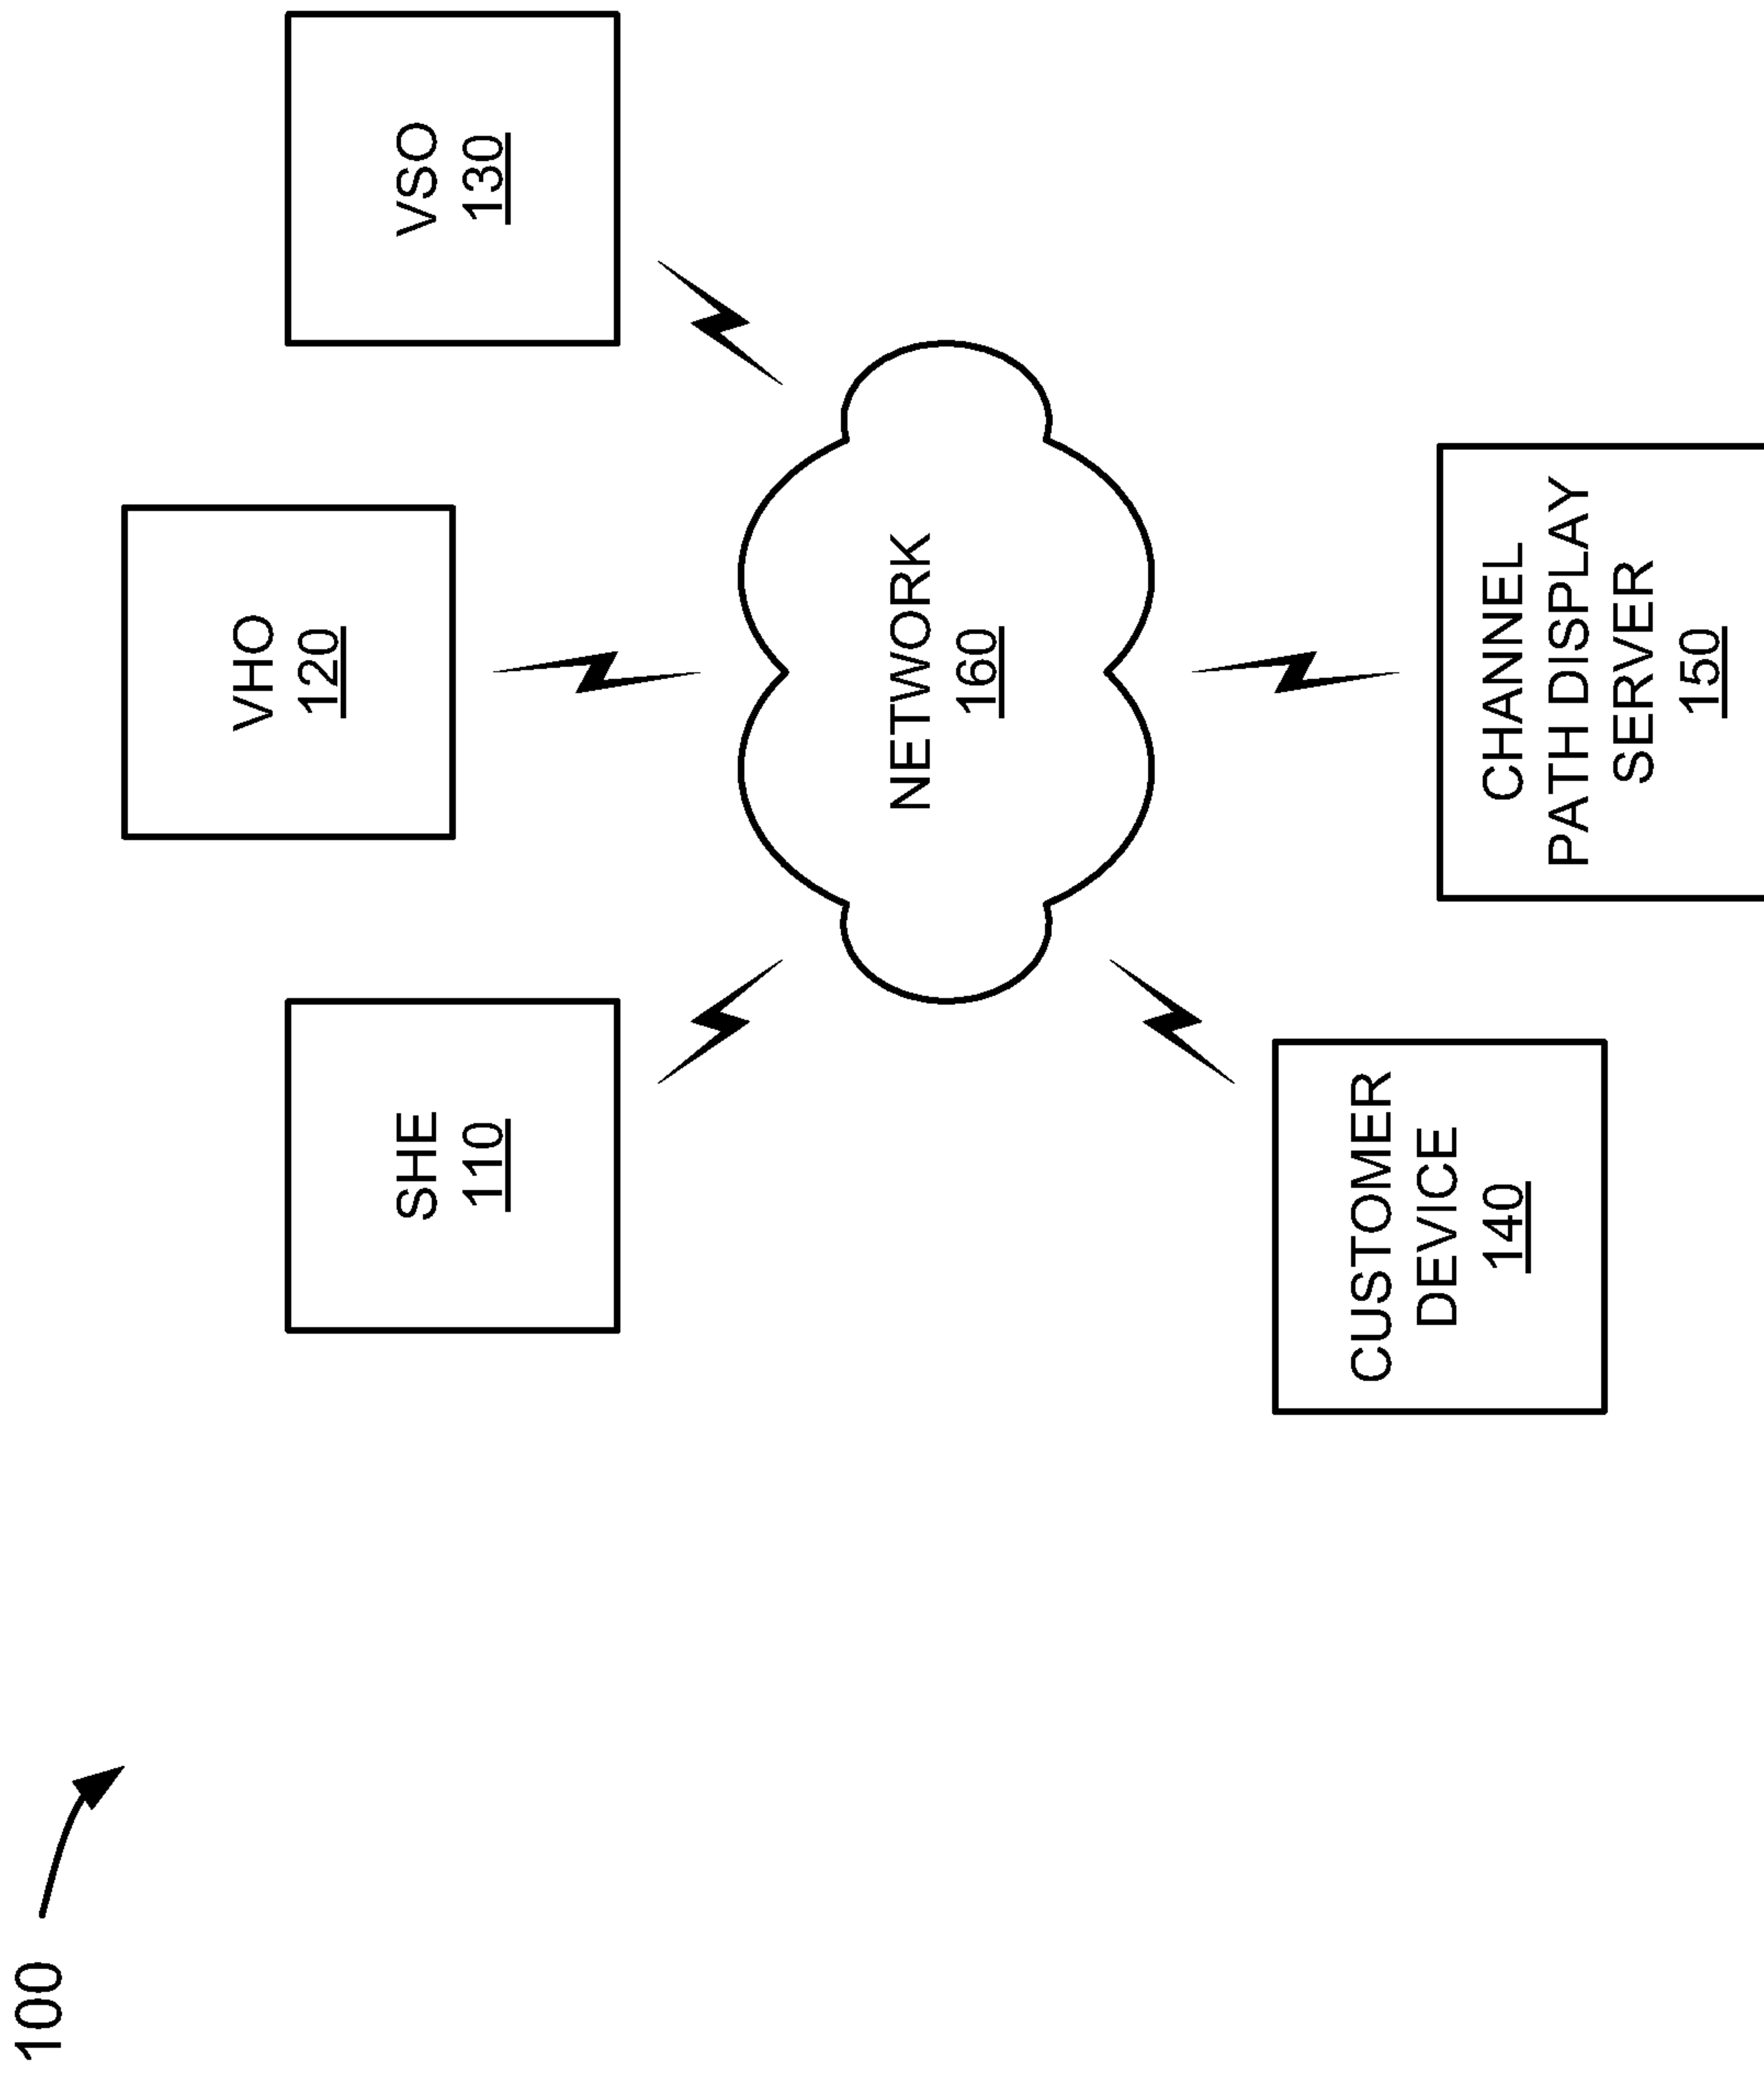 100
SHE
110
VHO
120
VSO
130
NETWORK
160
CUSTOMER
DEVICE
140
CHANNEL
PATH DISPLAY
SERVER
150